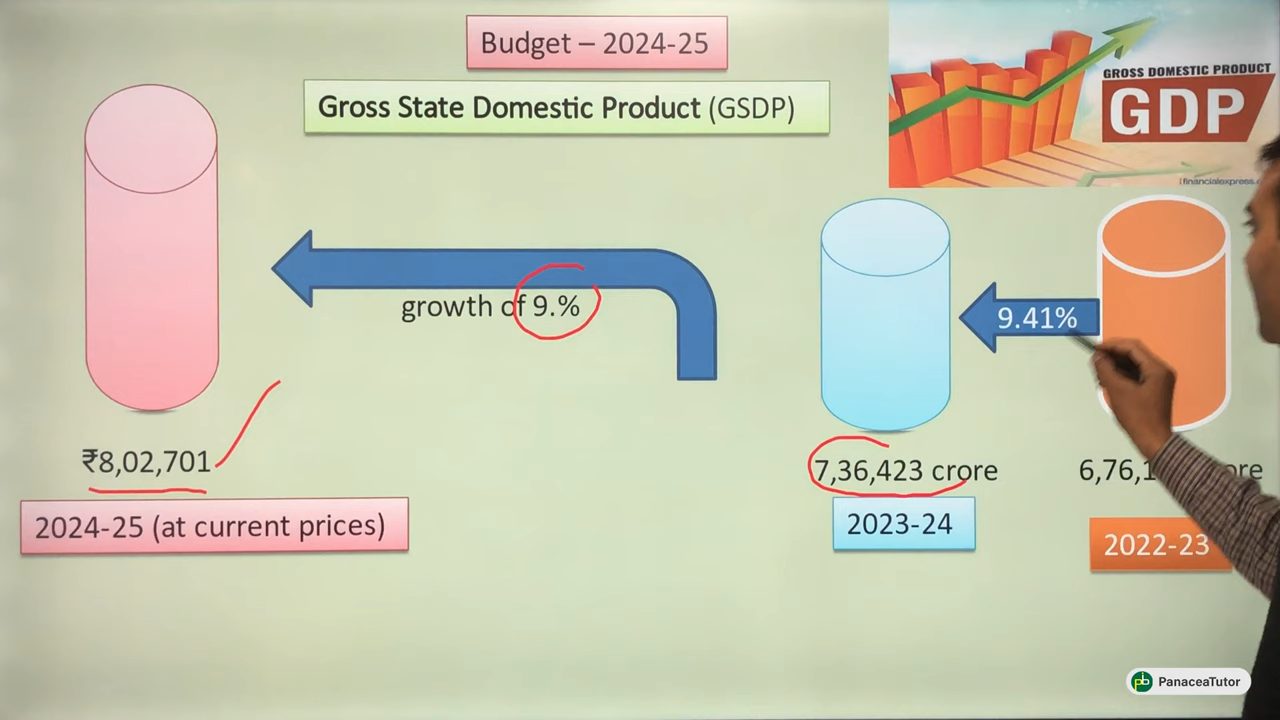 Budget – 2024-25
Gross State Domestic Product (GSDP)
GROSS DOMESTIC PRODUCT
GDP
growth of 9.%
9.41%
₹8,02,701
7,36,423 crore
2024-25 (at current prices)
2023-24
2022-23
PanaceaTutor